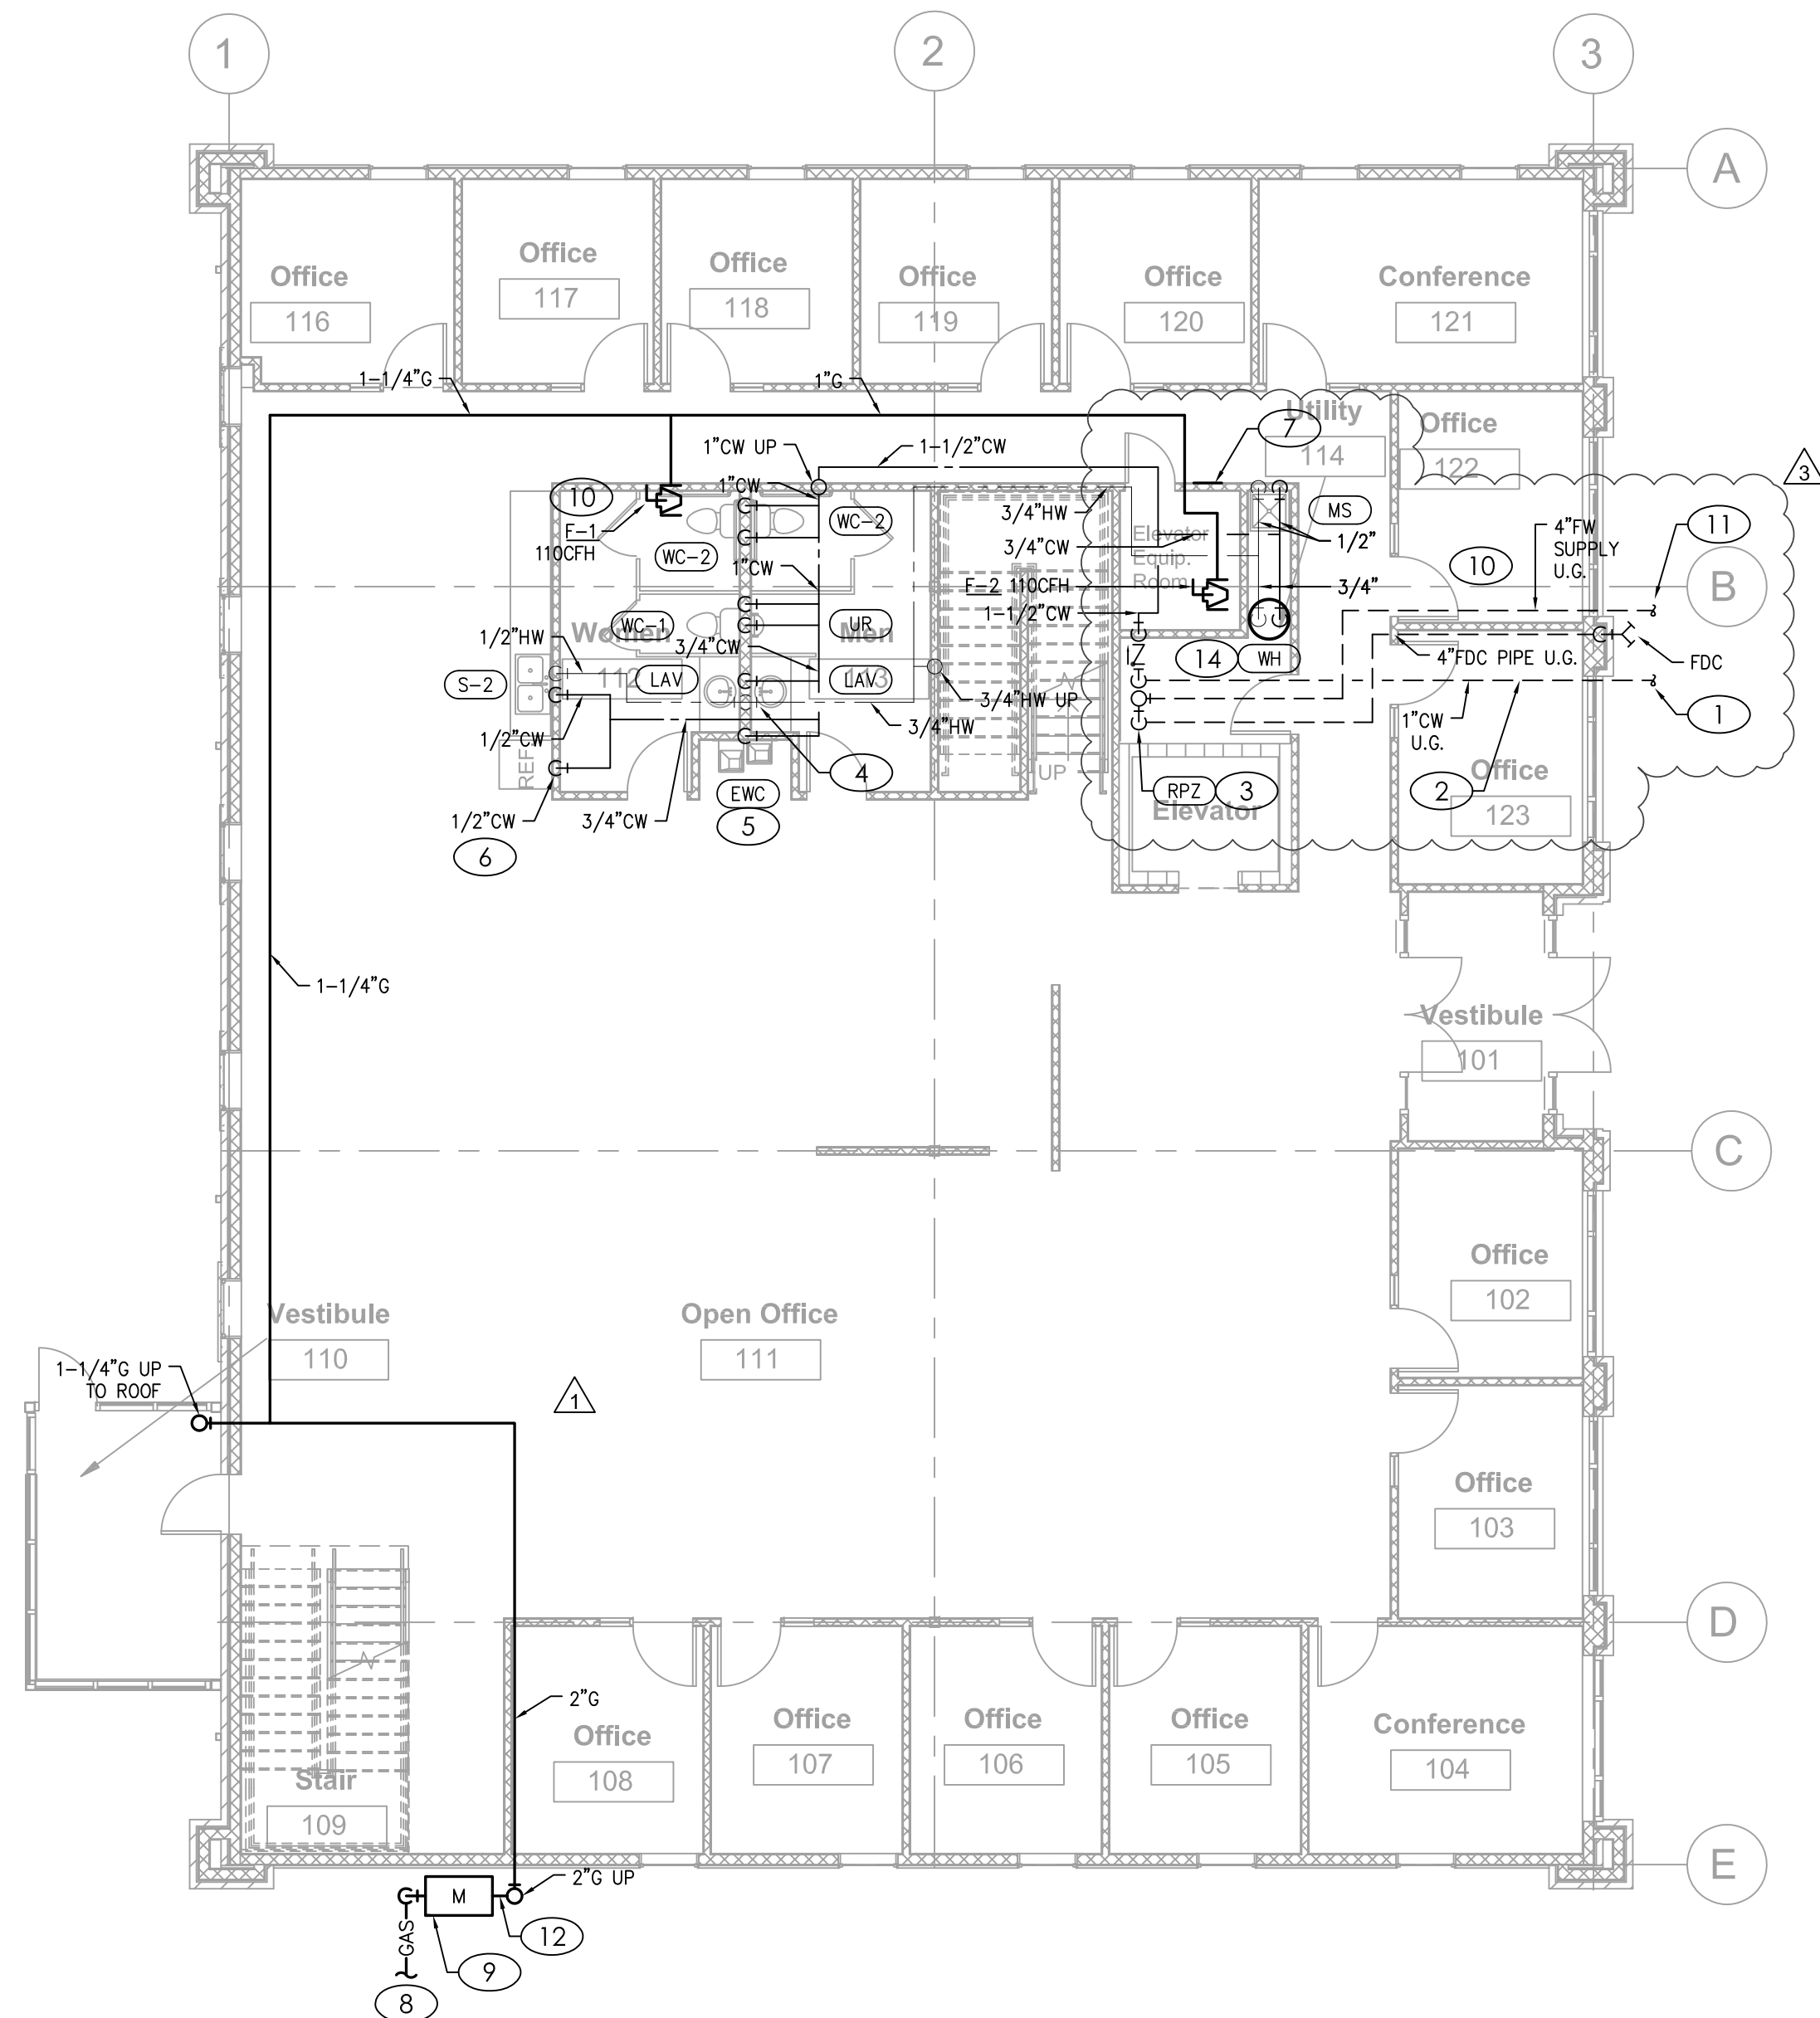 1
2
3
A
Office
116
Office
117
Office
118
Office
119
Office
120
Conference
121
1-1/4"G
1"G
Utility
114
7
Office
122
3
1"CW UP
1-1/2"CW
1"CW
10
F-1
110CFH
WC-2
WC-2
3/4"HW
3/4"CW
Elevator
Equip.
Room
MS
1/2"
4"FW
SUPPLY
U.G.
11
10
B
1"CW
F-2 110CFH
1-1/2"CW
3/4"
WC-1
Women
112
UR
Men
113
1/2"HW
3/4"CW
S-2
LAV
LAV
14
WH
4"FDC PIPE U.G.
FDC
3/4"HW UP
3/4"HW
1/2"CW
REF
4
UP
1"CW
U.G.
1
2
Office
123
RPZ
3
Elevator
EWC
5
1/2"CW
6
3/4"CW
1-1/4"G
Vestibule
101
C
Office
102
Vestibule
110
Open Office
111
1-1/4"G UP
TO ROOF
1
Office
103
D
2"G
Office
108
Office
107
Office
106
Office
105
Conference
104
Stair
109
E
2"G UP
M
12
GAS
9
8